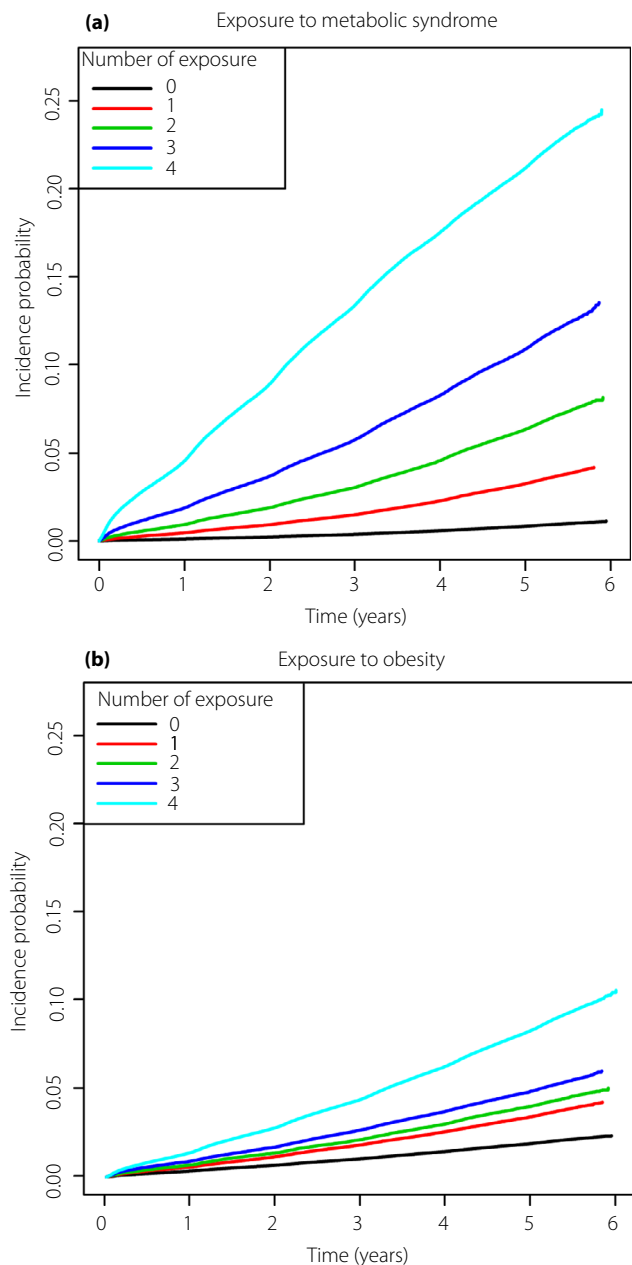 (a) Exposure to metabolic syndrome
Number of exposure
0
1
2
3
4
Incidence probability
0.25
0.20
0.15
0.10
0.05
0.00
0 1 2 3 4 5 6
Time (years)
(b) Exposure to obesity
Number of exposure
0
1
2
3
4
Incidence probability
0.25
0.20
0.15
0.10
0.05
0.00
0 1 2 3 4 5 6
Time (years)